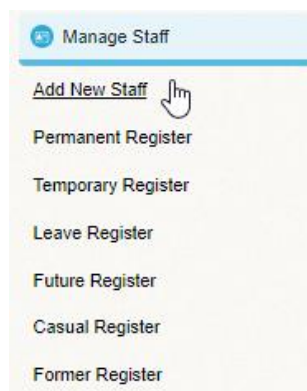 Manage Staff
Add New Staff
Permanent Register
Temporary Register
Leave Register
Future Register
Casual Register
Former Register